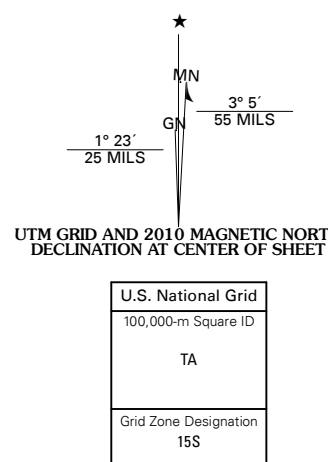 ★
MN
3° 5´
55 MILS
GN
1° 23´
25 MILS
UTM GRID AND 2010 MAGNETIC NORT
DECLINATION AT CENTER OF SHEET
U.S. National Grid
100,000-m Square ID
TA
Grid Zone Designation
15S